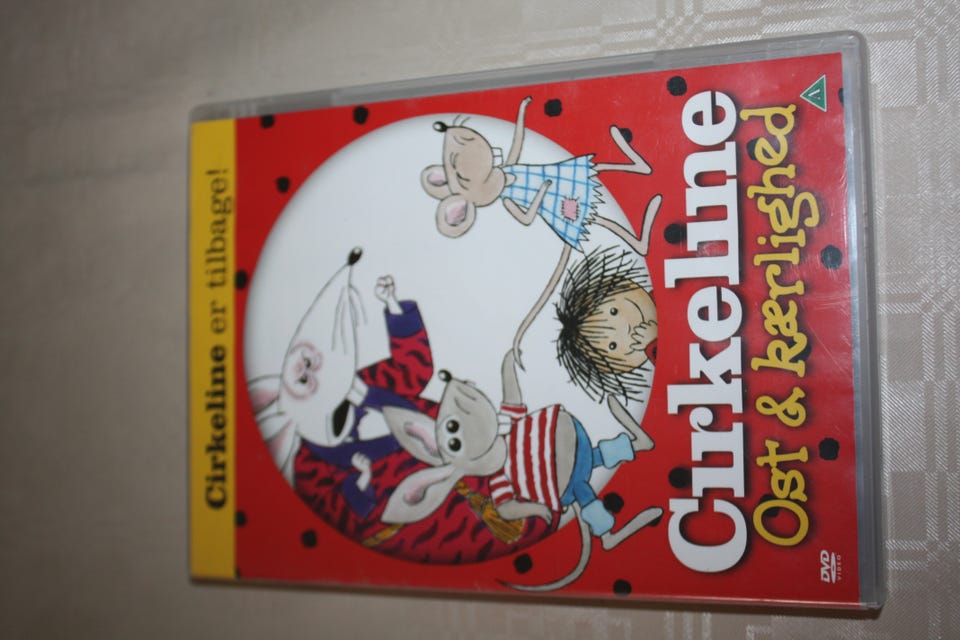 Cirkeline er tilbage!
Cirkeline
Ost & kærlighed
A
DVD
VIDEO